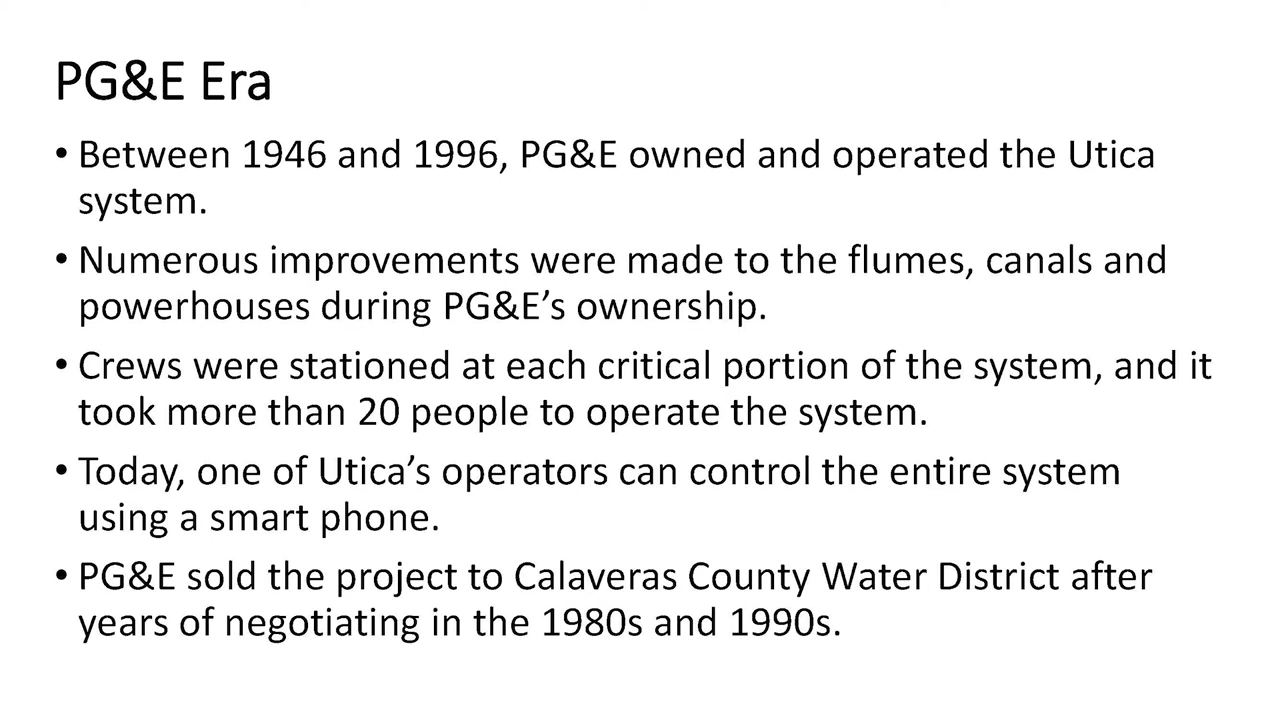 PG&E Era
• Between 1946 and 1996, PG&E owned and operated the Utica
system.
• Numerous improvements were made to the flumes, canals and
powerhouses during PG&E’s ownership.
• Crews were stationed at each critical portion of the system, and it
took more than 20 people to operate the system.
• Today, one of Utica’s operators can control the entire system
using a smart phone.
• PG&E sold the project to Calaveras County Water District after
years of negotiating in the 1980s and 1990s.